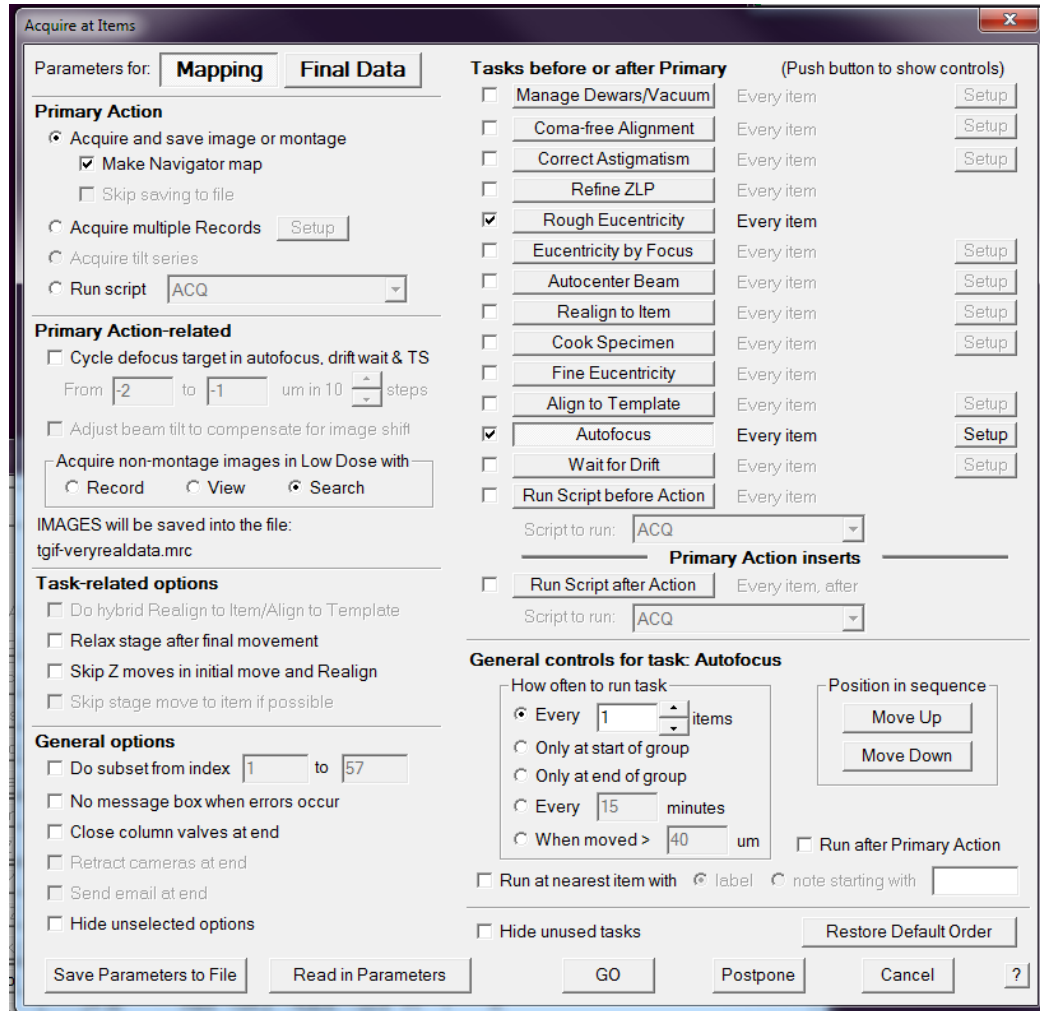 Acquire at Items
Parameters for: Mapping Final Data
Primary Action
Acquire and save image or montage
Make Navigator map
Skip saving to file
Acquire multiple Records Setup
Acquire tilt series
Run script ACQ
Primary Action-related
Cycle defocus target in autofocus, drift wait & TS
From -2 to -1 um in 10 steps
Adjust beam tilt to compensate for image shift
Acquire non-montage images in Low Dose with
Record View Search
IMAGES will be saved into the file:
tgif-veryrealdata.mrc
Task-related options
Do hybrid Realign to Item/Align to Template
Relax stage after final movement
Skip Z moves in initial move and Realign
Skip stage move to item if possible
General options
Do subset from index 1 to 57
No message box when errors occur
Close column valves at end
Retract cameras at end
Send email at end
Hide unselected options
Tasks before or after Primary (Push button to show controls)
Manage Dewars/Vacuum Every item Setup
Coma-free Alignment Every item Setup
Correct Astigmatism Every item Setup
Refine ZLP Every item
Rough Eucentricity Every item
Eucentricity by Focus Every item Setup
Autocenter Beam Every item Setup
Realign to Item Every item Setup
Cook Specimen Every item Setup
Fine Eucentricity Every item
Align to Template Every item Setup
Autofocus Every item Setup
Wait for Drift Every item Setup
Run Script before Action Every item
Script to run: ACQ
Primary Action inserts
Run Script after Action Every item, after
Script to run: ACQ
General controls for task: Autofocus
How often to run task
Every 1 items
Only at start of group
Only at end of group
Every 15 minutes
When moved > 40 um
Position in sequence
Move Up
Move Down
Run after Primary Action
Run at nearest item with label note starting with
Hide unused tasks Restore Default Order
Save Parameters to File Read in Parameters GO Postpone Cancel ?